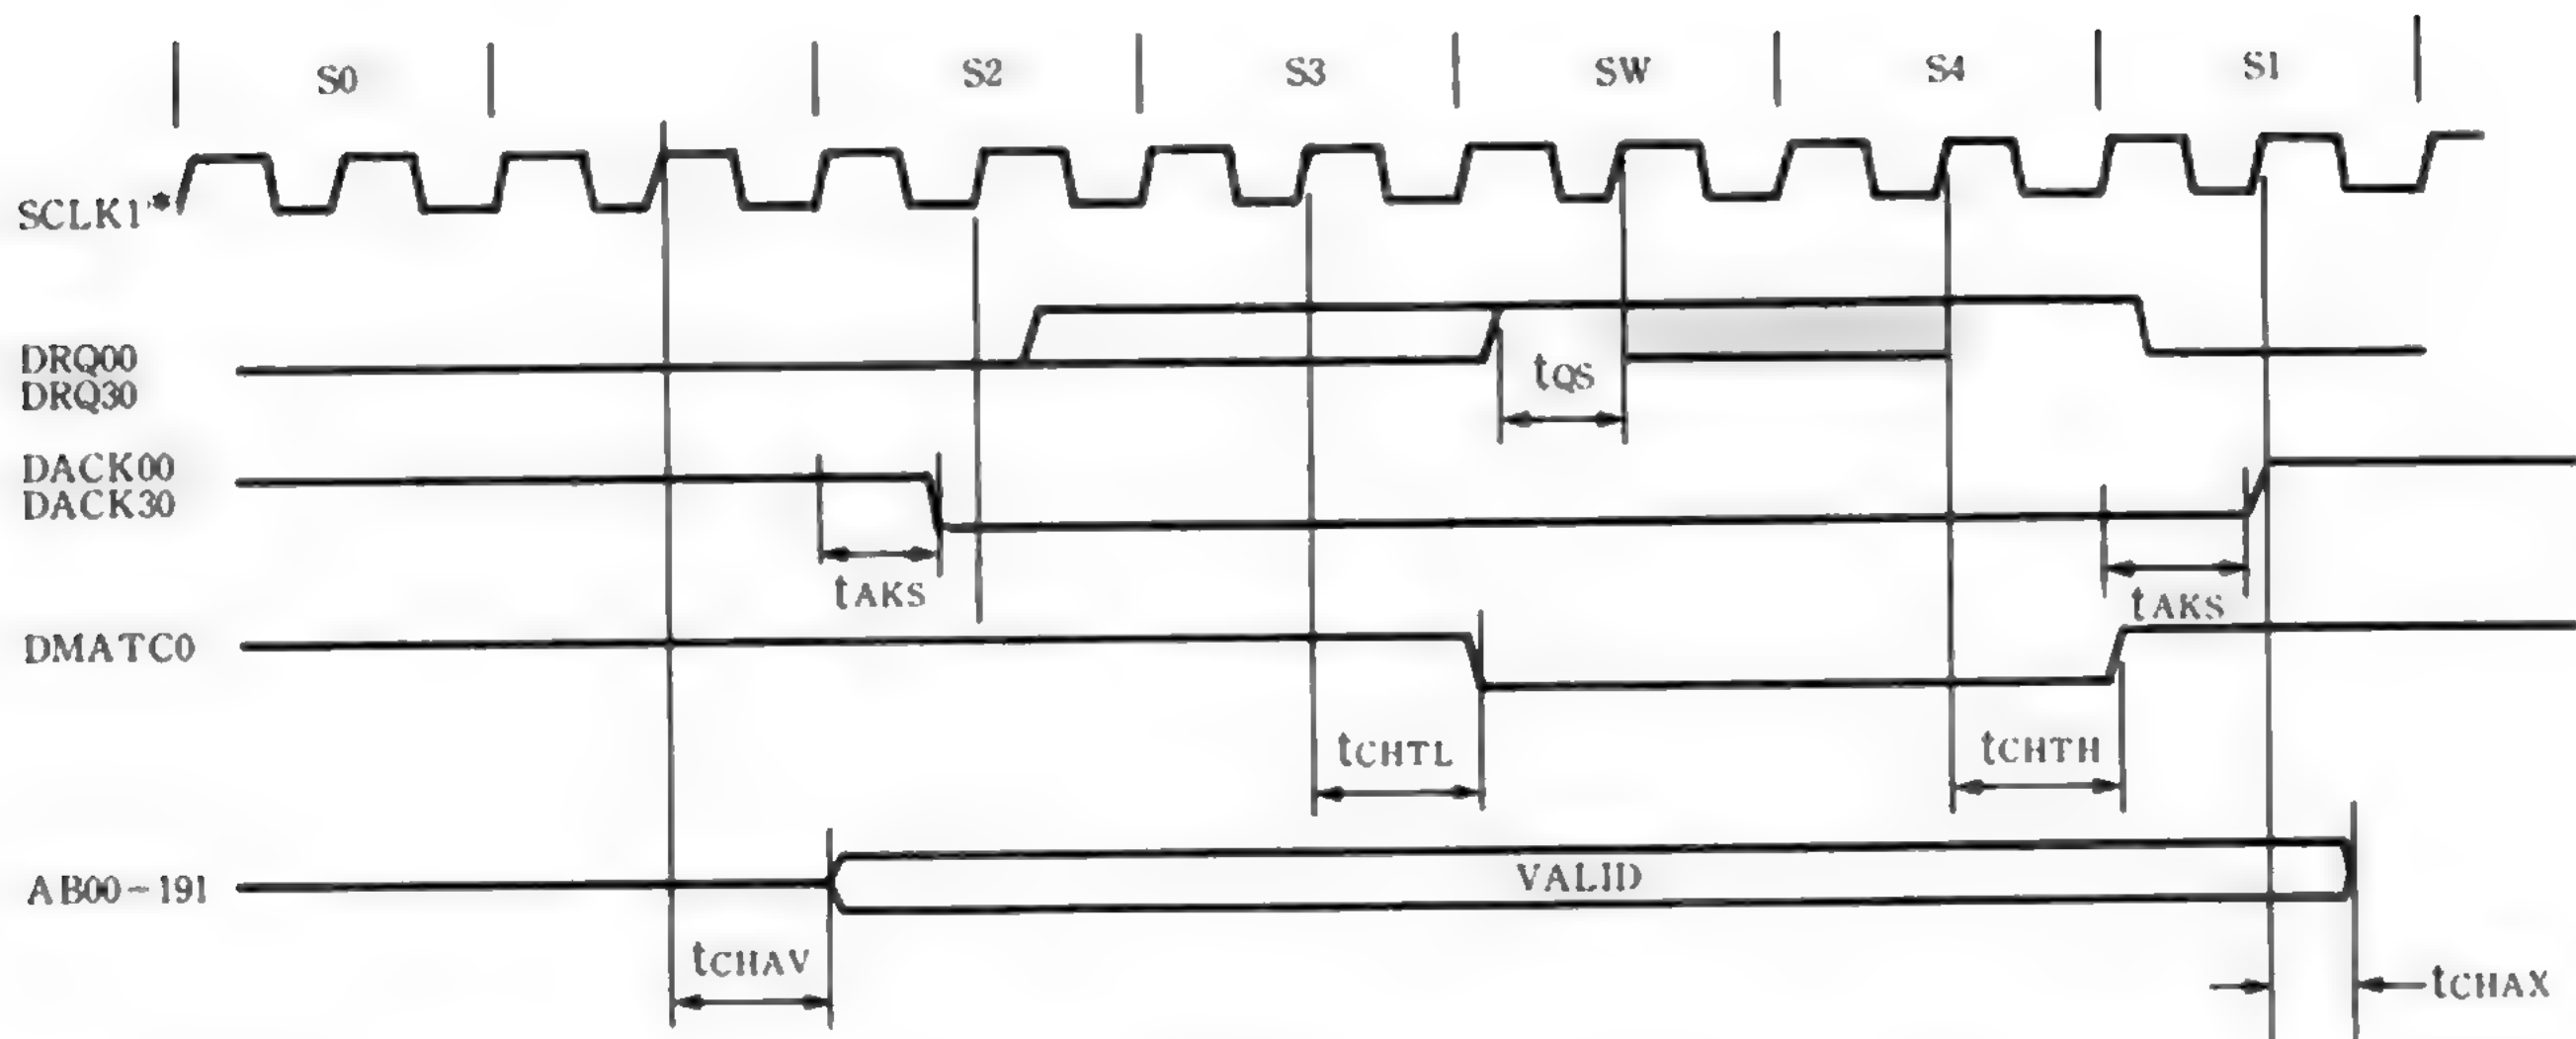 S0 S2 S3 SW S4 S1
SCLK1*
DRQ00
DRQ30
tQS
DACK00
DACK30
tAKS
tAKS
DMATC0
tCHTL
tCHTH
AB00-191
VALID
tCHAV
tCHAX